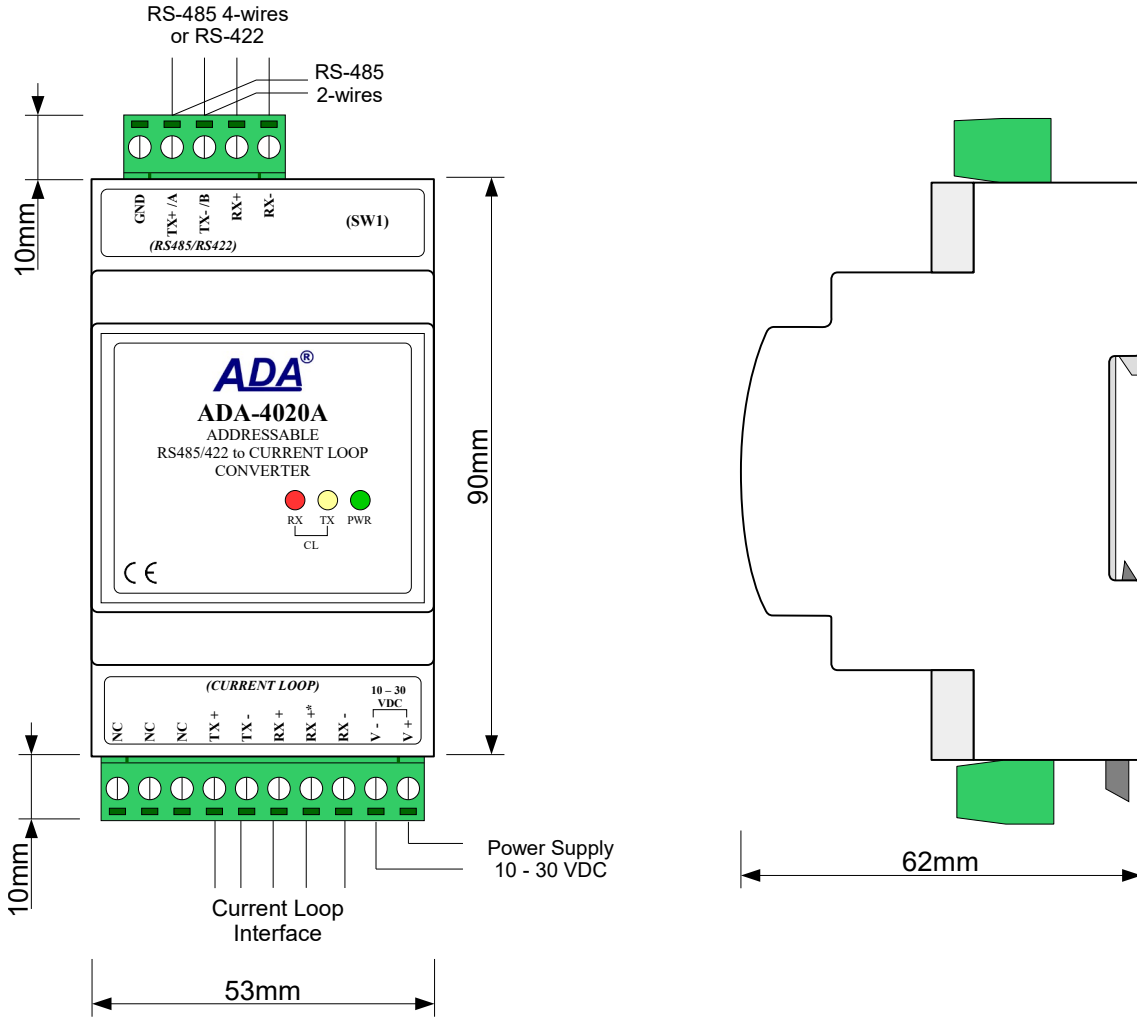 RS-485 4-wires
or RS-422
RS-485
2-wires
10mm
GND
TX+ /A
TX- /B
RX+
RX-
(SW1)
(RS485/RS422)
ADA®
ADA-4020A
ADDRESSABLE
RS485/422 to CURRENT LOOP
CONVERTER
RX
TX
PWR
CL
CE
90mm
(CURRENT LOOP)
10 – 30
VDC
NC
NC
NC
TX +
TX -
RX +
RX +*
RX -
V -
V +
10mm
Power Supply
10 - 30 VDC
Current Loop
Interface
53mm
62mm